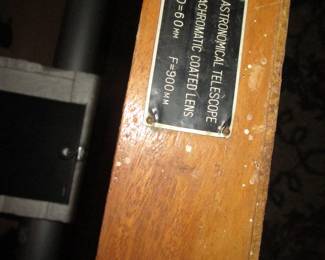 ASTRONOMICAL TELESCOPE
ACHROMATIC COATED LENS
D=60MM F=900MM